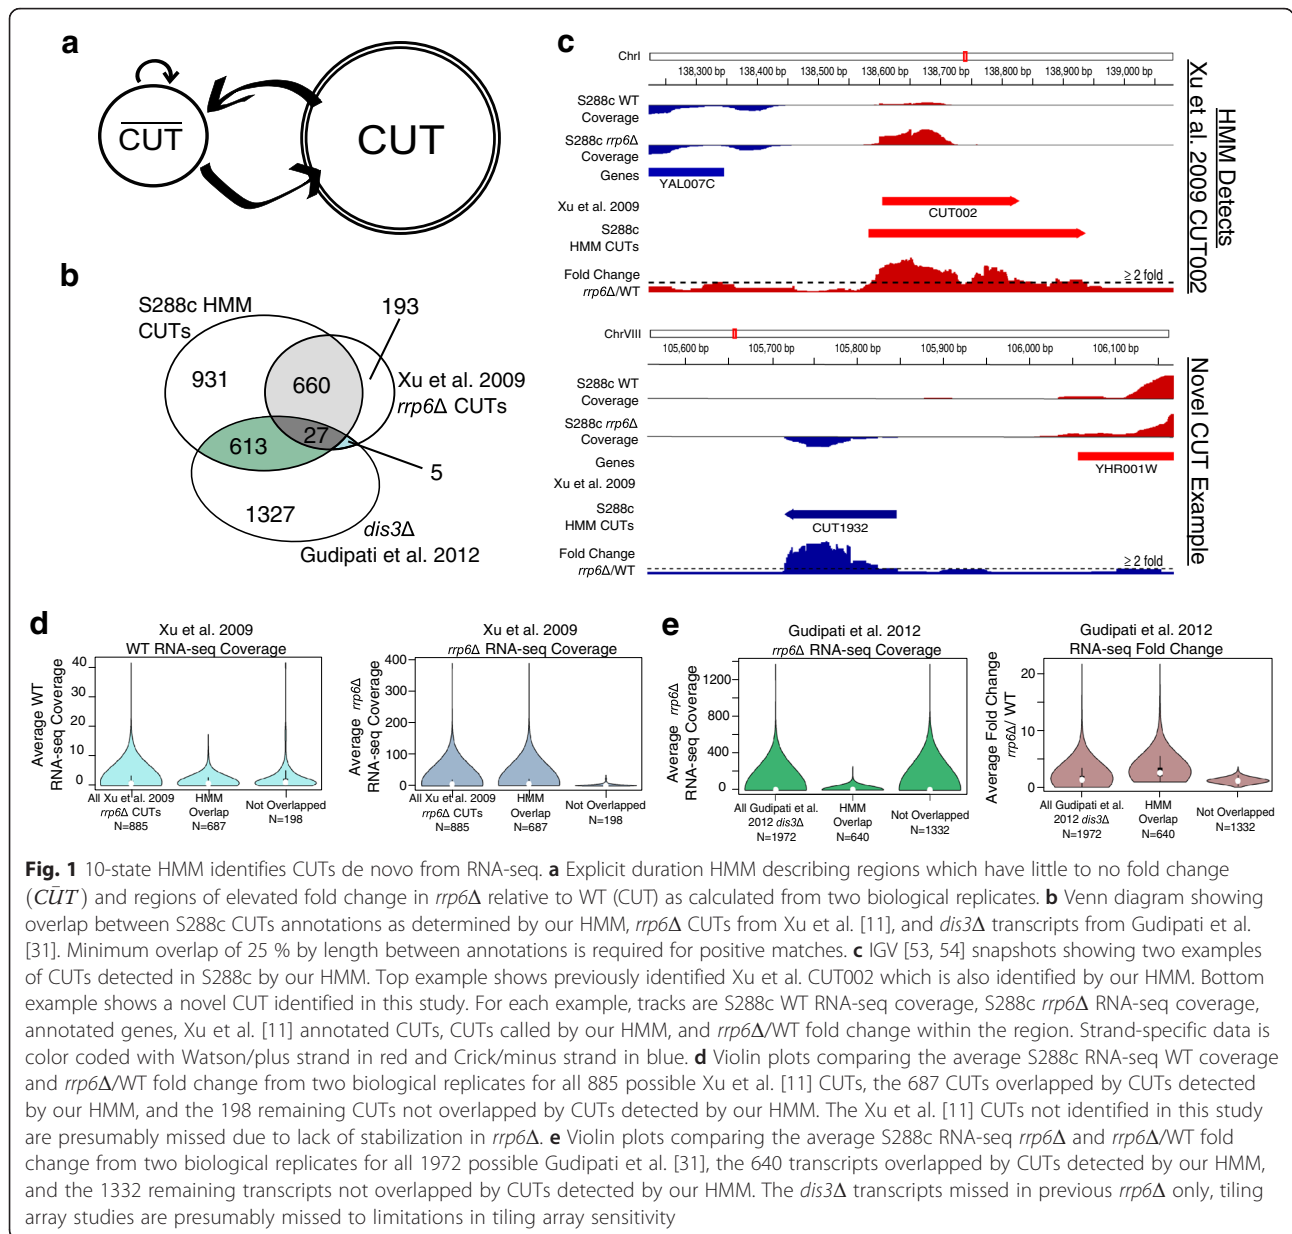 a
CUT
CUT
b
S288c HMM
CUTs
193
931
660
Xu et al. 2009
rrp6Δ CUTs
613
27
5
1327
dis3Δ
Gudipati et al. 2012
c
ChrI
138,300 bp 138,400 bp 138,500 bp 138,600 bp 138,700 bp 138,800 bp 138,900 bp 139,000 bp
S288c WT
Coverage
S288c rrp6Δ
Coverage
Genes
YAL007C
Xu et al. 2009
CUT002
S288c
HMM CUTs
Fold Change
rrp6Δ/WT
≥ 2 fold
HMM Detects
Xu et al. 2009 CUT002
ChrVIII
105,600 bp 105,700 bp 105,800 bp 105,900 bp 106,000 bp 106,100 bp
S288c WT
Coverage
S288c rrp6Δ
Coverage
Genes
YHR001W
Xu et al. 2009
S288c
HMM CUTs
CUT1932
Fold Change
rrp6Δ/WT
≥ 2 fold
Novel CUT Example
d
Xu et al. 2009
WT RNA-seq Coverage
Average WT
RNA-seq Coverage
40
30
20
10
0
All Xu et.al. 2009
rrp6Δ CUTs
N=885
HMM
Overlap
N=687
Not Overlapped
N=198
Xu et al. 2009
rrp6Δ RNA-seq Coverage
Average rrp6Δ
RNA-seq Coverage
400
300
200
100
0
All Xu et.al. 2009
rrp6Δ CUTs
N=885
HMM
Overlap
N=687
Not Overlapped
N=198
e
Gudipati et al. 2012
rrp6Δ RNA-seq Coverage
Average rrp6Δ
RNA-seq Coverage
1200
800
400
0
All Gudipati et al.
2012 dis3Δ
N=1972
HMM
Overlap
N=640
Not Overlapped
N=1332
Gudipati et al. 2012
RNA-seq Fold Change
Average Fold Change
rrp6Δ/ WT
20
10
0
All Gudipati et al.
2012 dis3Δ
N=1972
HMM
Overlap
N=640
Not Overlapped
N=1332
Fig. 1 10-state HMM identifies CUTs de novo from RNA-seq. a Explicit duration HMM describing regions which have little to no fold change
(CŪT) and regions of elevated fold change in rrp6Δ relative to WT (CUT) as calculated from two biological replicates. b Venn diagram showing
overlap between S288c CUTs annotations as determined by our HMM, rrp6Δ CUTs from Xu et al. [11], and dis3Δ transcripts from Gudipati et al.
[31]. Minimum overlap of 25 % by length between annotations is required for positive matches. c IGV [53, 54] snapshots showing two examples
of CUTs detected in S288c by our HMM. Top example shows previously identified Xu et al. CUT002 which is also identified by our HMM. Bottom
example shows a novel CUT identified in this study. For each example, tracks are S288c WT RNA-seq coverage, S288c rrp6Δ RNA-seq coverage,
annotated genes, Xu et al. [11] annotated CUTs, CUTs called by our HMM, and rrp6Δ/WT fold change within the region. Strand-specific data is
color coded with Watson/plus strand in red and Crick/minus strand in blue. d Violin plots comparing the average S288c RNA-seq WT coverage
and rrp6Δ/WT fold change from two biological replicates for all 885 possible Xu et al. [11] CUTs, the 687 CUTs overlapped by CUTs detected
by our HMM, and the 198 remaining CUTs not overlapped by CUTs detected by our HMM. The Xu et al. [11] CUTs not identified in this study
are presumably missed due to lack of stabilization in rrp6Δ. e Violin plots comparing the average S288c RNA-seq rrp6Δ and rrp6Δ/WT fold
change from two biological replicates for all 1972 possible Gudipati et al. [31], the 640 transcripts overlapped by CUTs detected by our HMM,
and the 1332 remaining transcripts not overlapped by CUTs detected by our HMM. The dis3Δ transcripts missed in previous rrp6Δ only, tiling
array studies are presumably missed to limitations in tiling array sensitivity